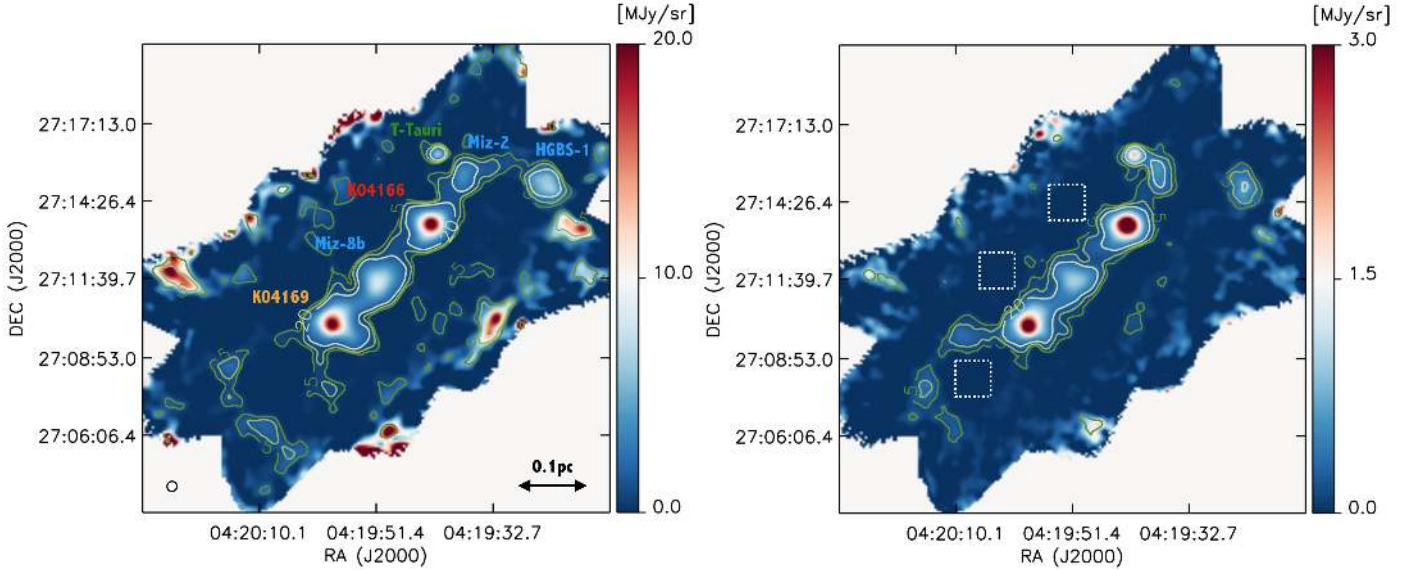 [MJy/sr]
20.0
10.0
0.0
27:17:13.0
27:14:26.4
27:11:39.7
27:08:53.0
27:06:06.4
DEC (J2000)
T-Tauri
Miz-2
HGBS-1
K04166
Miz-8b
K04169
0.1pc
04:20:10.1
04:19:51.4
04:19:32.7
RA (J2000)
[MJy/sr]
3.0
1.5
0.0
27:17:13.0
27:14:26.4
27:11:39.7
27:08:53.0
27:06:06.4
DEC (J2000)
04:20:10.1
04:19:51.4
04:19:32.7
RA (J2000)